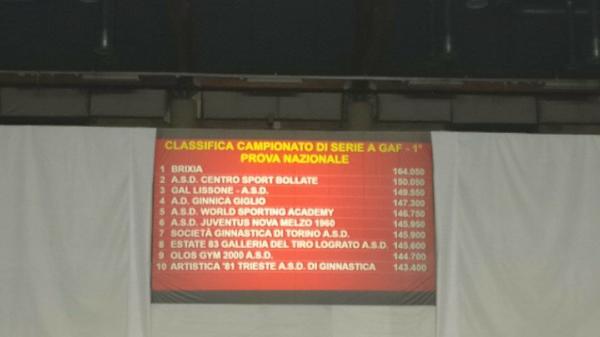 CLASSIFICA CAMPIONATO DI SERIE A GAF - 1ª
PROVA NAZIONALE
1 BRIXIA 164.050
2 A.S.D. CENTRO SPORT BOLLATE 150.050
3 GAL LISSONE - A.S.D. 149.550
4 A.D. GINNICA GIGLIO 147.300
5 A.S.D. WORLD SPORTING ACADEMY 146.750
6 A.S.D. JUVENTUS NOVA MELZO 1960 145.950
7 SOCIETÀ GINNASTICA DI TORINO A.S.D. 145.900
8 ESTATE 83 GALLERIA DEL TIRO LOGRATO A.S.D. 145.600
9 OLOS GYM 2000 A.S.D. 144.700
10 ARTISTICA '81 TRIESTE A.S.D. DI GINNASTICA 143.400